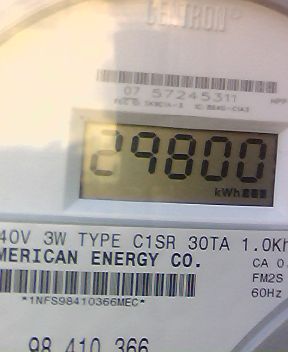 CENTRON®
07 57245311
29800
kWh
40V 3W TYPE C1SR 30TA 1.0Kh
MERICAN ENERGY CO.
CA 0.
FM2S
60Hz
*1NFS98410366MEC*
98 410 366